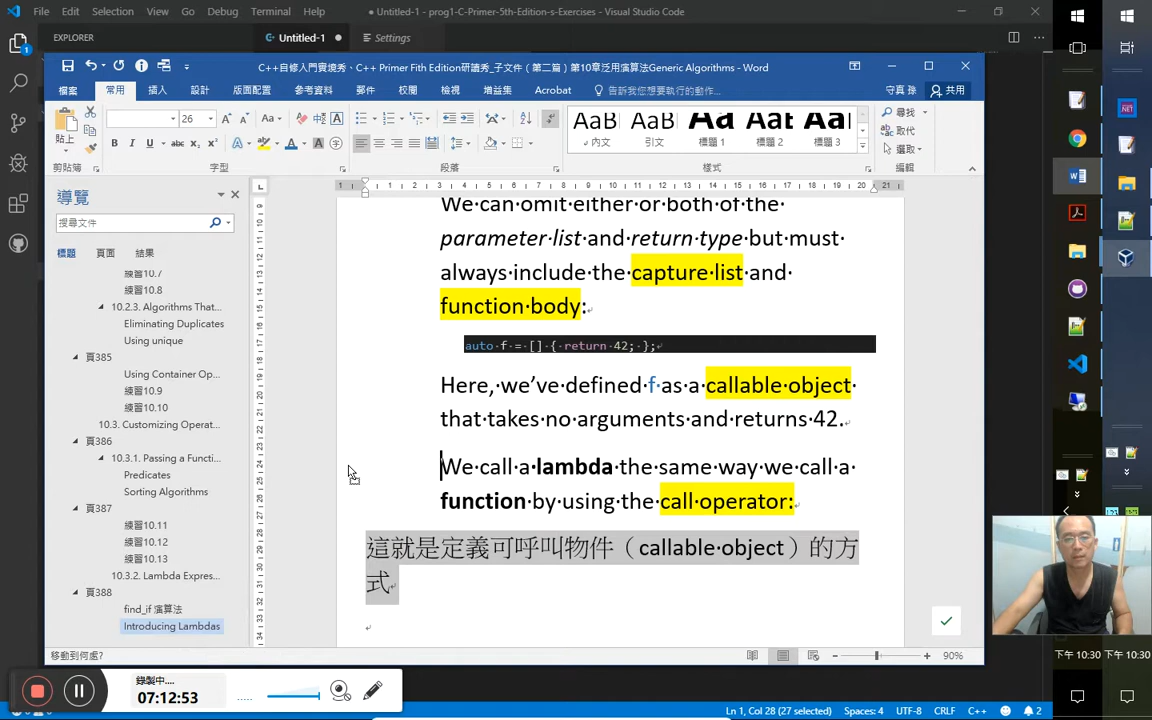 File Edit Selection View Go Debug Terminal Help
● Untitled-1 - prog1-C-Primer-5th-Edition-s-Exercises - Visual Studio Code
EXPLORER
Untitled-1 ●
Settings
C++自修入門實境秀、C++ Primer Fith Edition研讀秀_子文件（第二篇）第10章泛用演算法Generic Algorithms - Word
檔案 常用 插入 設計 版面配置 參考資料 郵件 校閱 檢視 增益集 Acrobat 告訴我您想要執行的動作... 守真 孫 共用
貼上
26
AaB AaB Aa AaB AaB
內文 引文 標題 1 標題 2 標題 3
尋找
取代
選取
剪貼簿 字型 段落 樣式 編輯
導覽
搜尋文件
標題 頁面 結果
練習10.7
練習10.8
10.2.3. Algorithms That...
Eliminating Duplicates
Using unique
頁385
Using Container Op...
練習10.9
練習10.10
10.3. Customizing Operat...
頁386
10.3.1. Passing a Functi...
Predicates
Sorting Algorithms
頁387
練習10.11
練習10.12
練習10.13
10.3.2. Lambda Expres...
頁388
find_if 演算法
Introducing Lambdas
We can omit either or both of the
parameter list and return type but must
always include the capture list and
function body:
auto f = [] { return 42; };
Here, we've defined f as a callable object
that takes no arguments and returns 42.
We call a lambda the same way we call a
function by using the call operator:
這就是定義可呼叫物件（callable object）的方
式
移動到何處?
90%
錄製中....
07:12:53
Ln 1, Col 28 (27 selected) Spaces: 4 UTF-8 CRLF C++ 2
下午 10:30 下午 10:30